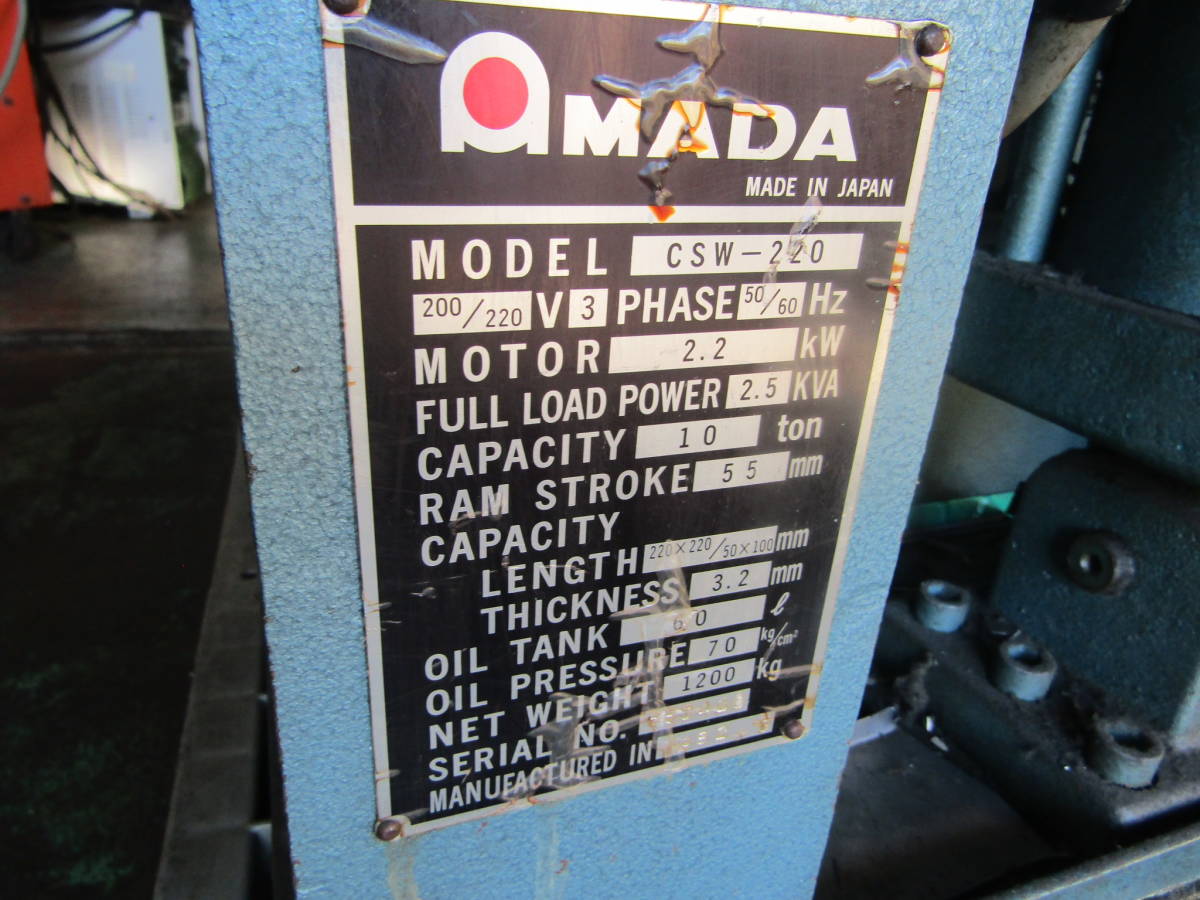 AMADA
MADE IN JAPAN
MODEL CSW-220
200/220 V 3 PHASE 50/60 Hz
MOTOR 2.2 kW
FULL LOAD POWER 2.5 KVA
CAPACITY 10 ton
RAM STROKE 55 mm
CAPACITY
LENGTH 220×220/50×100 mm
THICKNESS 3.2 mm
OIL TANK 60 ℓ
OIL PRESSURE 70 kg/cm²
NET WEIGHT 1200 kg
SERIAL NO.
MANUFACTURED IN